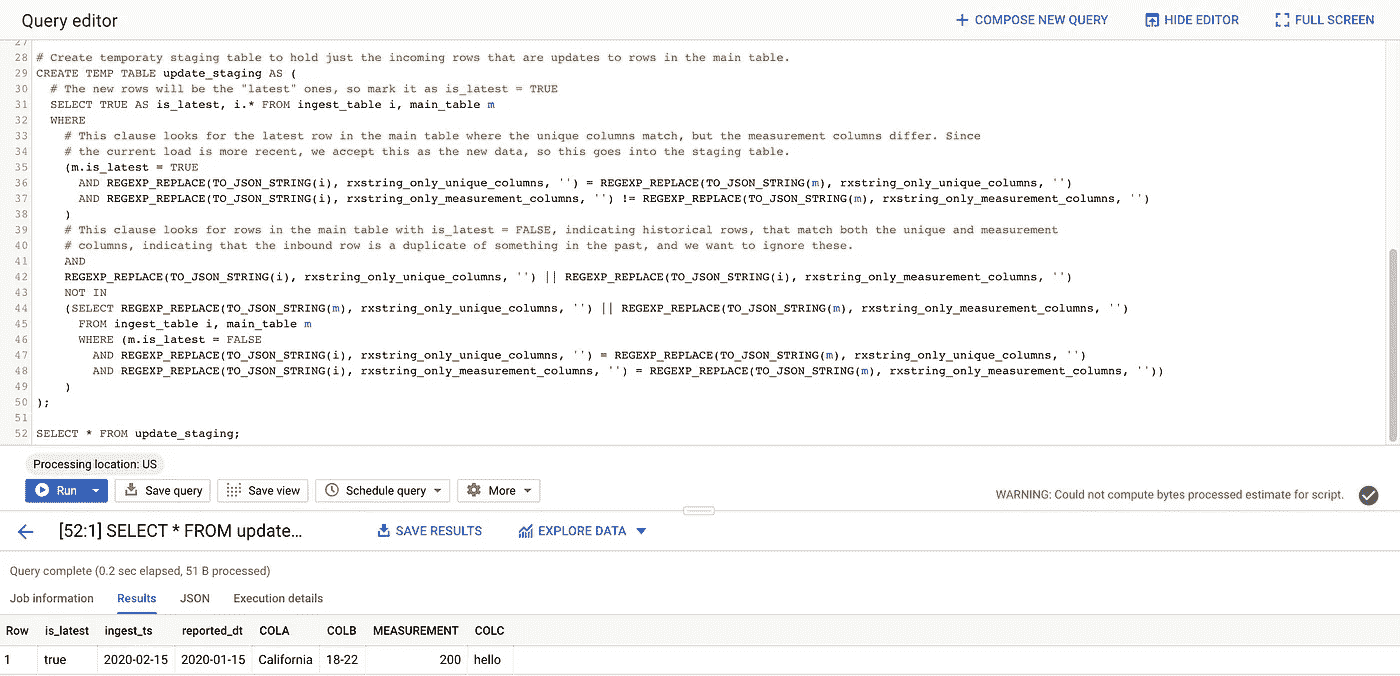 Query editor
COMPOSE NEW QUERY
HIDE EDITOR
FULL SCREEN
27
28 # Create temporaty staging table to hold just the incoming rows that are updates to rows in the main table.
29 CREATE TEMP TABLE update_staging AS (
30 # The new rows will be the "latest" ones, so mark it as is_latest = TRUE
31 SELECT TRUE AS is_latest, i.* FROM ingest_table i, main_table m
32 WHERE
33 # This clause looks for the latest row in the main table where the unique columns match, but the measurement columns differ. Since
34 # the current load is more recent, we accept this as the new data, so this goes into the staging table.
35 (m.is_latest = TRUE
36 AND REGEXP_REPLACE(TO_JSON_STRING(i), rxstring_only_unique_columns, '') = REGEXP_REPLACE(TO_JSON_STRING(m), rxstring_only_unique_columns, '')
37 AND REGEXP_REPLACE(TO_JSON_STRING(i), rxstring_only_measurement_columns, '') != REGEXP_REPLACE(TO_JSON_STRING(m), rxstring_only_measurement_columns, '')
38 )
39 # This clause looks for rows in the main table with is_latest = FALSE, indicating historical rows, that match both the unique and measurement
40 # columns, indicating that the inbound row is a duplicate of something in the past, and we want to ignore these.
41 AND
42 REGEXP_REPLACE(TO_JSON_STRING(i), rxstring_only_unique_columns, '') || REGEXP_REPLACE(TO_JSON_STRING(i), rxstring_only_measurement_columns, '')
43 NOT IN
44 (SELECT REGEXP_REPLACE(TO_JSON_STRING(m), rxstring_only_unique_columns, '') || REGEXP_REPLACE(TO_JSON_STRING(m), rxstring_only_measurement_columns, '')
45 FROM ingest_table i, main_table m
46 WHERE (m.is_latest = FALSE
47 AND REGEXP_REPLACE(TO_JSON_STRING(i), rxstring_only_unique_columns, '') = REGEXP_REPLACE(TO_JSON_STRING(m), rxstring_only_unique_columns, '')
48 AND REGEXP_REPLACE(TO_JSON_STRING(i), rxstring_only_measurement_columns, '') = REGEXP_REPLACE(TO_JSON_STRING(m), rxstring_only_measurement_columns, ''))
49 )
50 );
51
52 SELECT * FROM update_staging;
Processing location: US
Run Save query Save view Schedule query More
WARNING: Could not compute bytes processed estimate for script.
[52:1] SELECT * FROM update... SAVE RESULTS EXPLORE DATA
Query complete (0.2 sec elapsed, 51 B processed)
Job information Results JSON Execution details
Row is_latest ingest_ts reported_dt COLA COLB MEASUREMENT COLC
1 true 2020-02-15 2020-01-15 California 18-22 200 hello